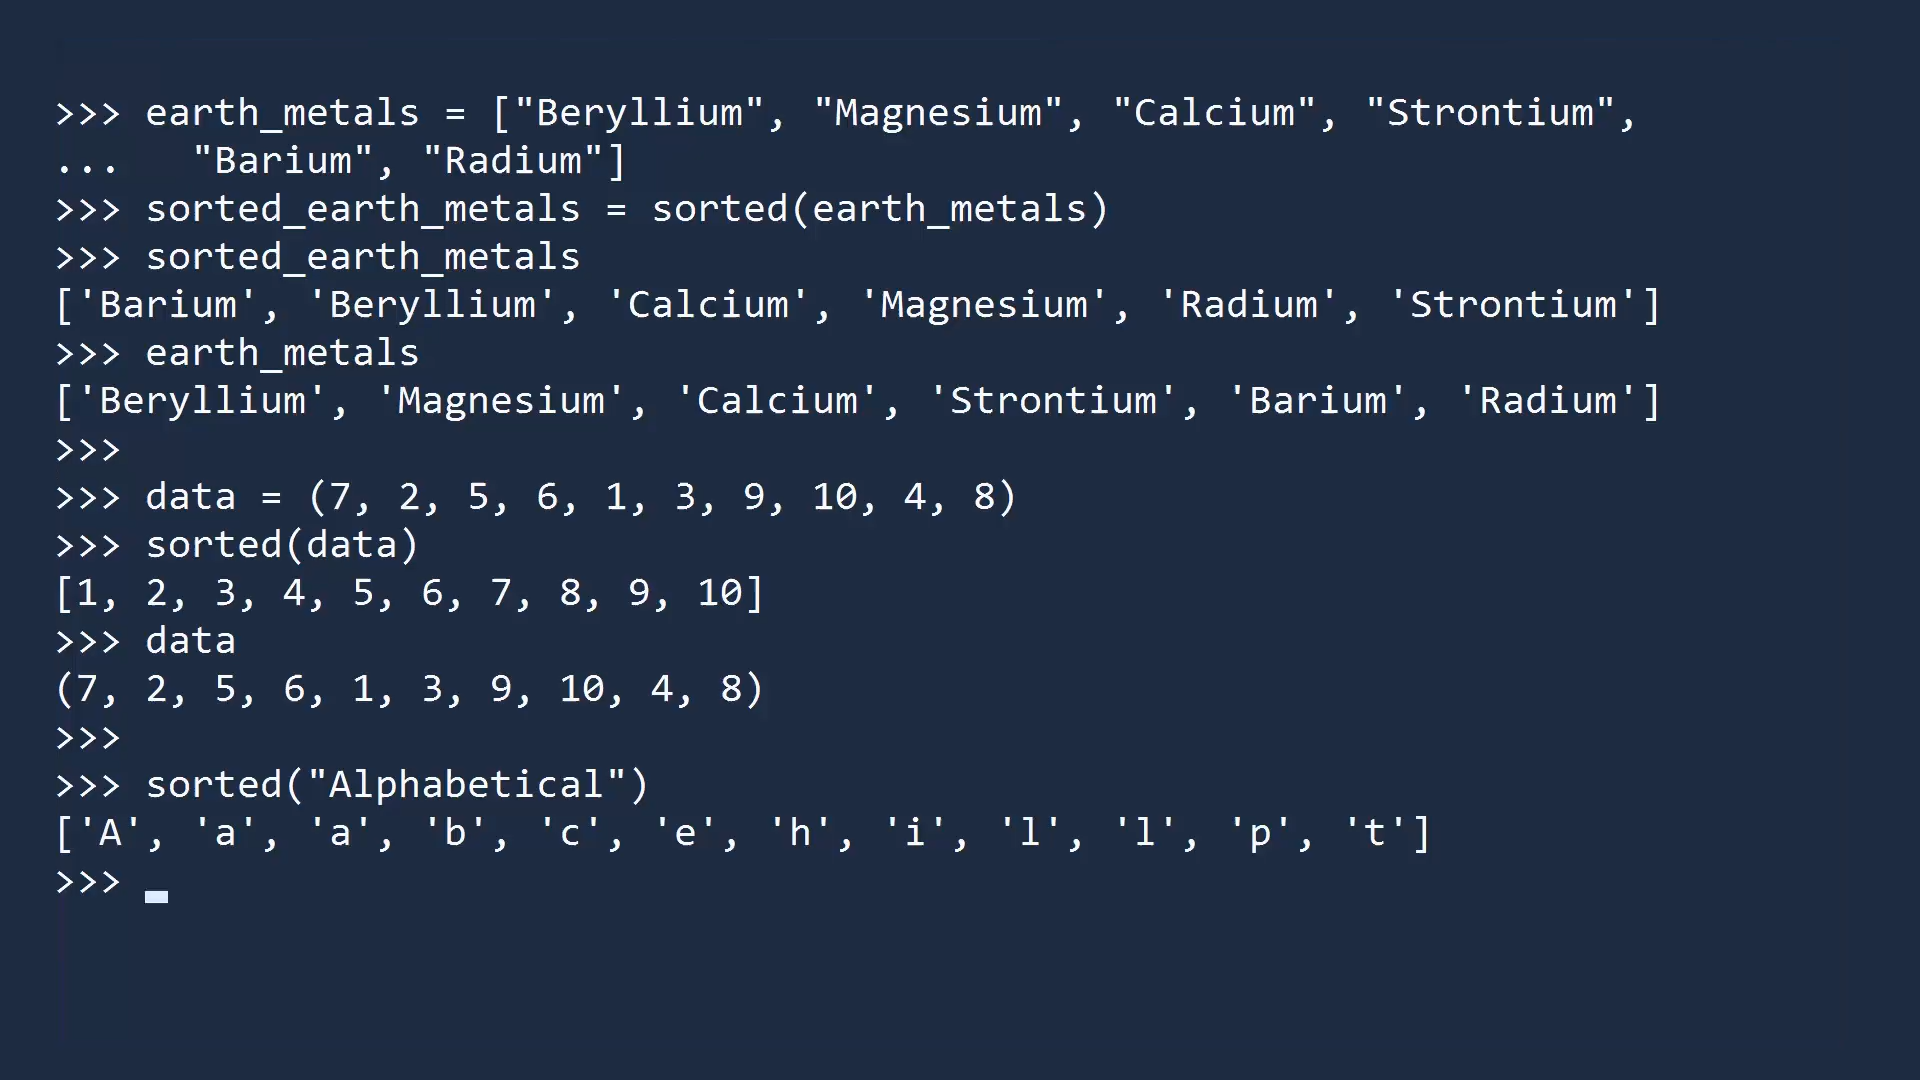 >>> earth_metals = ["Beryllium", "Magnesium", "Calcium", "Strontium",
...   "Barium", "Radium"]
>>> sorted_earth_metals = sorted(earth_metals)
>>> sorted_earth_metals
['Barium', 'Beryllium', 'Calcium', 'Magnesium', 'Radium', 'Strontium']
>>> earth_metals
['Beryllium', 'Magnesium', 'Calcium', 'Strontium', 'Barium', 'Radium']
>>>
>>> data = (7, 2, 5, 6, 1, 3, 9, 10, 4, 8)
>>> sorted(data)
[1, 2, 3, 4, 5, 6, 7, 8, 9, 10]
>>> data
(7, 2, 5, 6, 1, 3, 9, 10, 4, 8)
>>>
>>> sorted("Alphabetical")
['A', 'a', 'a', 'b', 'c', 'e', 'h', 'i', 'l', 'l', 'p', 't']
>>>